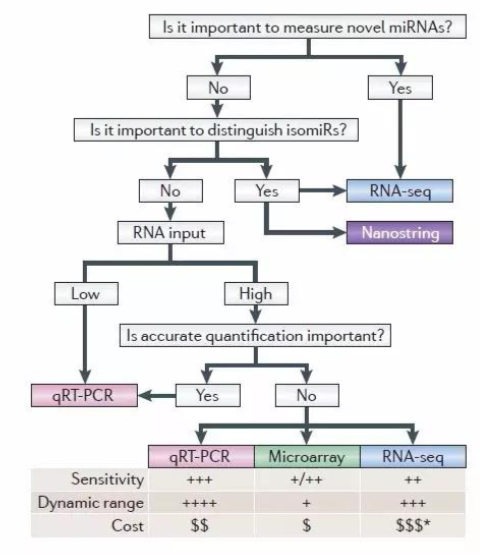 Is it important to measure novel miRNAs?
No
Yes
Is it important to distinguish isomiRs?
No
Yes
RNA-seq
RNA input
Nanostring
Low
High
Is accurate quantification important?
qRT-PCR
Yes
No
qRT-PCR Microarray RNA-seq
Sensitivity +++ +/++ ++
Dynamic range ++++ + +++
Cost $$ $ $$$*